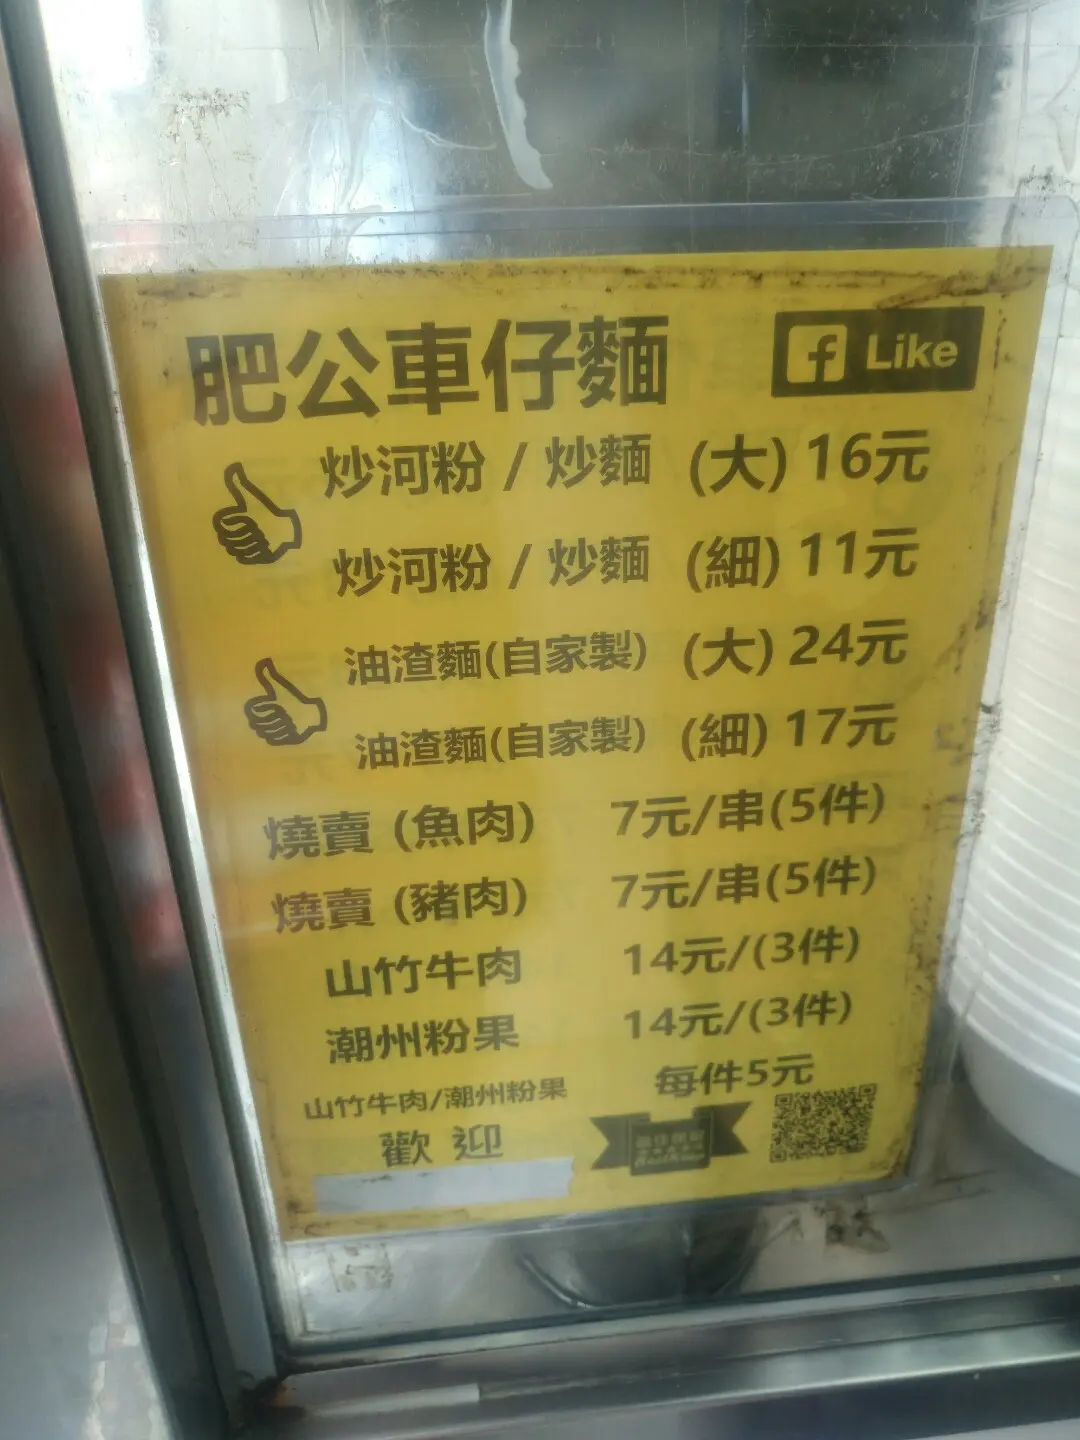 肥公車仔麵
f Like
炒河粉 / 炒麵 (大) 16元
炒河粉 / 炒麵 (細) 11元
油渣麵(自家製) (大) 24元
油渣麵(自家製) (細) 17元
燒賣 (魚肉) 7元/串(5件)
燒賣 (豬肉) 7元/串(5件)
山竹牛肉 14元/(3件)
潮州粉果 14元/(3件)
山竹牛肉/潮州粉果 每件5元
歡 迎